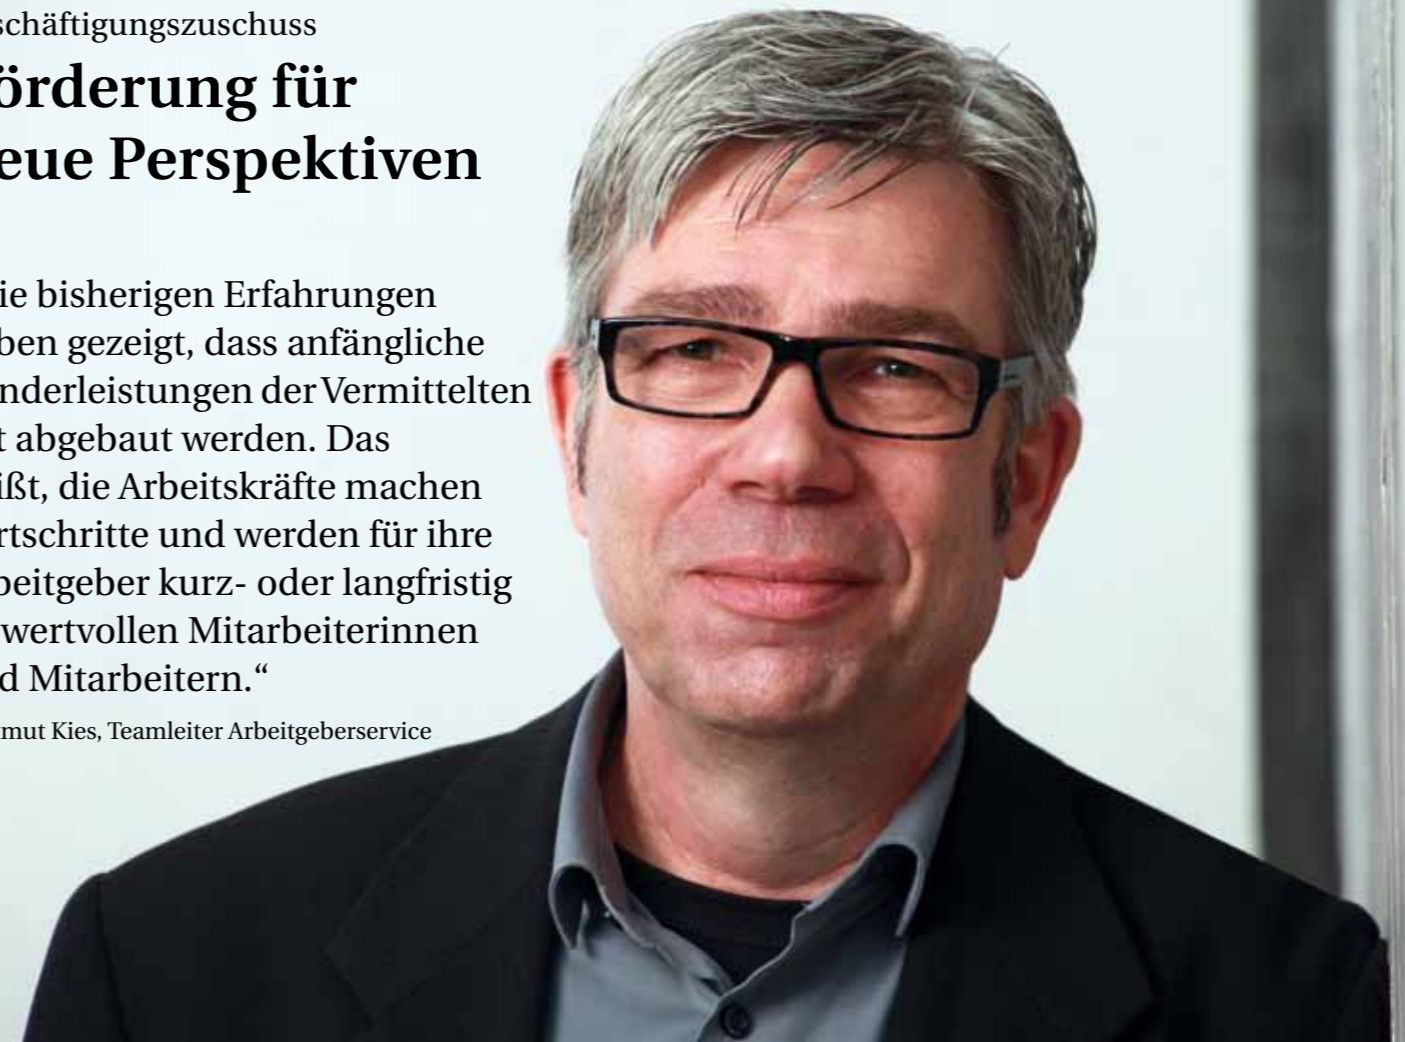 schäftigungszuschuss
örderung für
eue Perspektiven
ie bisherigen Erfahrungen
ben gezeigt, dass anfängliche
nderleistungen der Vermittelten
t abgebaut werden. Das
ißt, die Arbeitskräfte machen
rtschritte und werden für ihre
beitgeber kurz- oder langfristig
wertvollen Mitarbeiterinnen
d Mitarbeitern.“
mut Kies, Teamleiter Arbeitgeberservice